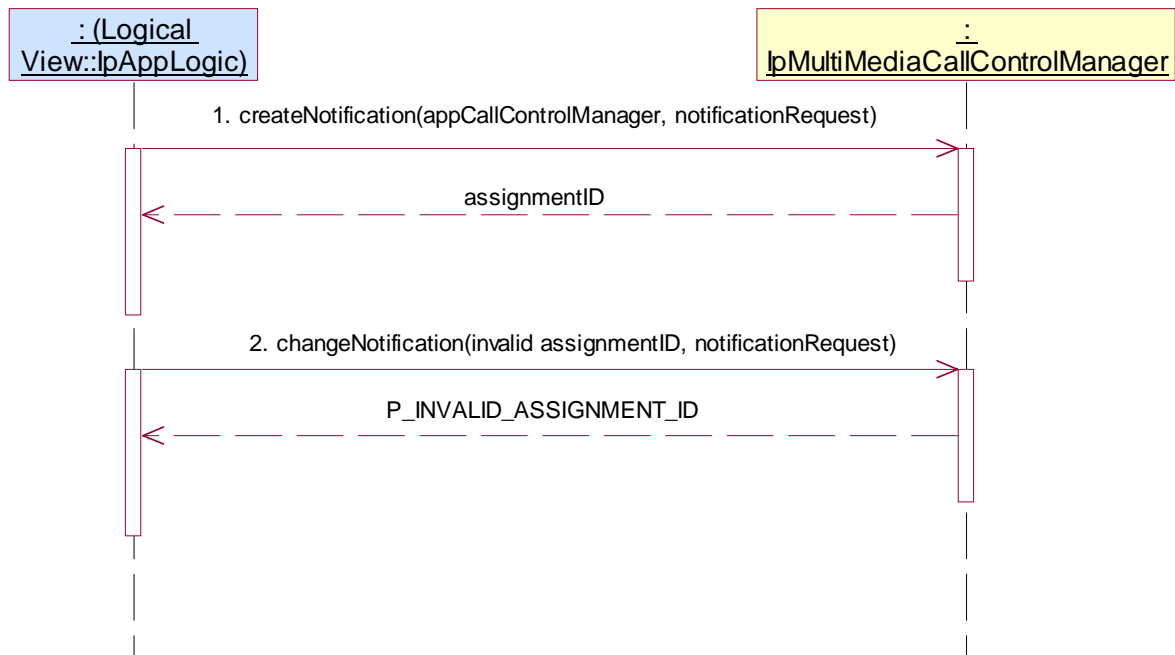 : (Logical
View::IpAppLogic)
:
IpMultiMediaCallControlManager
1. createNotification(appCallControlManager, notificationRequest)
assignmentID
2. changeNotification(invalid assignmentID, notificationRequest)
P_INVALID_ASSIGNMENT_ID